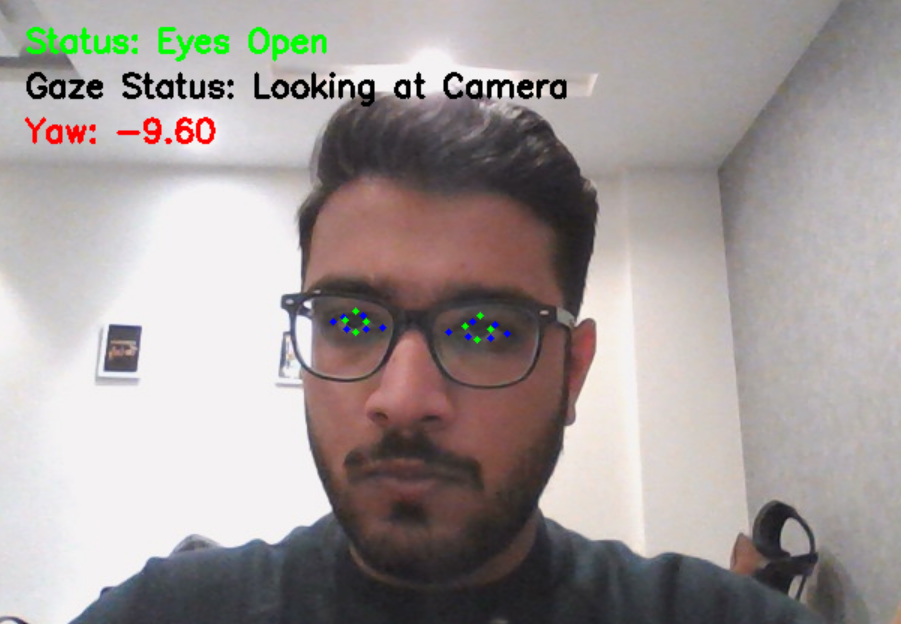 Status: Eyes Open
Gaze Status: Looking at Camera
Yaw: -9.60